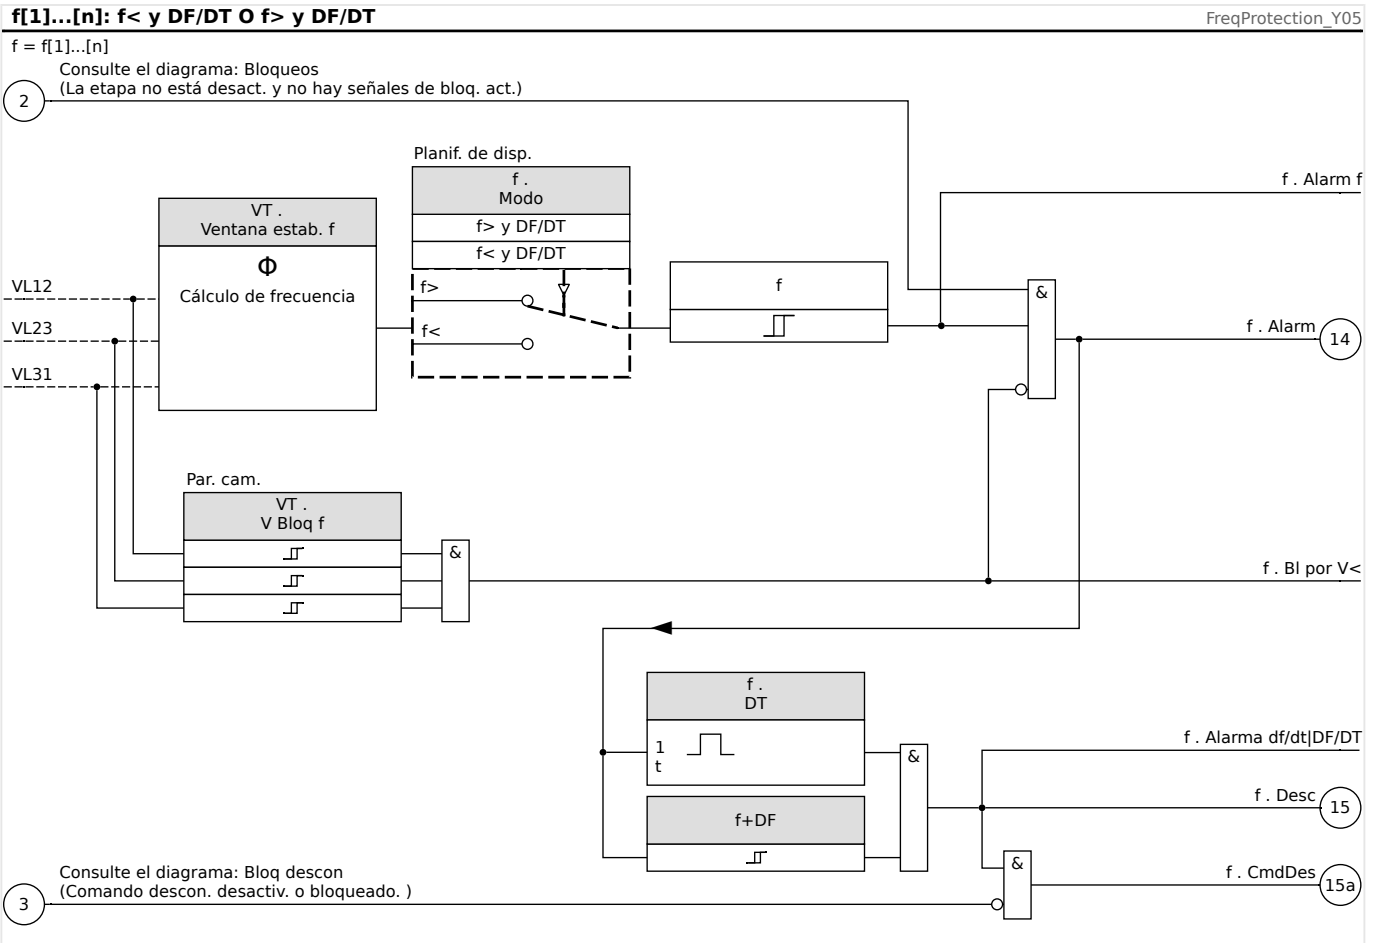 f[1]...[n]: f< y DF/DT O f> y DF/DT
FreqProtection_Y05
f = f[1]...[n]
Consulte el diagrama: Bloqueos
(La etapa no está desact. y no hay señales de bloq. act.)
2
Planif. de disp.
f .
Modo
f> y DF/DT
f< y DF/DT
f>
f<
VT .
Ventana estab. f
Φ
Cálculo de frecuencia
VL12
VL23
VL31
f
&
f . Alarm f
f . Alarm
14
Par. cam.
VT .
V Bloq f
&
f . Bl por V<
f .
DT
1
t
f+DF
&
f . Alarma df/dt|DF/DT
f . Desc
15
&
f . CmdDes
15a
Consulte el diagrama: Bloq descon
(Comando descon. desactiv. o bloqueado. )
3